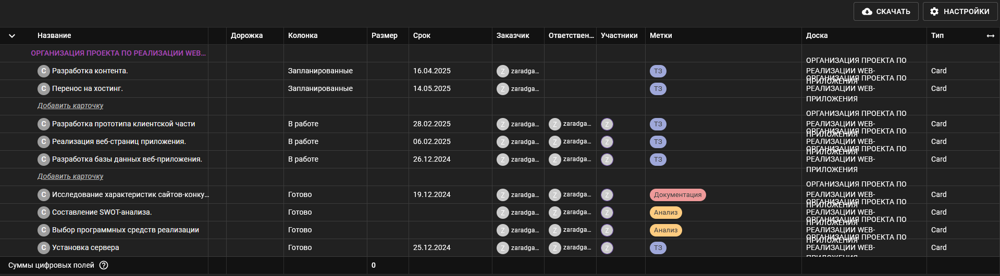 СКАЧАТЬ НАСТРОЙКИ
Название Дорожка Колонка Размер Срок Заказчик Ответствен... Участники Метки Доска Тип
ОРГАНИЗАЦИЯ ПРОЕКТА ПО РЕАЛИЗАЦИИ WEB...
C Разработка контента. Запланированные 16.04.2025 Z zaradga... ТЗ ОРГАНИЗАЦИЯ ПРОЕКТА ПО РЕАЛИЗАЦИИ WEB-ПРИЛОЖЕНИЯ Card
C Перенос на хостинг. Запланированные 14.05.2025 Z zaradga... ТЗ ОРГАНИЗАЦИЯ ПРОЕКТА ПО РЕАЛИЗАЦИИ WEB-ПРИЛОЖЕНИЯ Card
Добавить карточку
C Разработка прототипа клиентской части В работе 28.02.2025 Z zaradga... Z zaradga... Z ТЗ ОРГАНИЗАЦИЯ ПРОЕКТА ПО РЕАЛИЗАЦИИ WEB-ПРИЛОЖЕНИЯ Card
C Реализация веб-страниц приложения. В работе 06.02.2025 Z zaradga... Z zaradga... Z ТЗ ОРГАНИЗАЦИЯ ПРОЕКТА ПО РЕАЛИЗАЦИИ WEB-ПРИЛОЖЕНИЯ Card
C Разработка базы данных веб-приложения. В работе 26.12.2024 Z zaradga... Z zaradga... Z ТЗ ОРГАНИЗАЦИЯ ПРОЕКТА ПО РЕАЛИЗАЦИИ WEB-ПРИЛОЖЕНИЯ Card
Добавить карточку
C Исследование характеристик сайтов-конку... Готово 19.12.2024 Z zaradga... Z zaradga... Z Документация ОРГАНИЗАЦИЯ ПРОЕКТА ПО РЕАЛИЗАЦИИ WEB-ПРИЛОЖЕНИЯ Card
C Составление SWOT-анализа. Готово Z zaradga... Z zaradga... Z Анализ ОРГАНИЗАЦИЯ ПРОЕКТА ПО РЕАЛИЗАЦИИ WEB-ПРИЛОЖЕНИЯ Card
C Выбор программных средств реализации Готово Z zaradga... Z zaradga... Z Анализ ОРГАНИЗАЦИЯ ПРОЕКТА ПО РЕАЛИЗАЦИИ WEB-ПРИЛОЖЕНИЯ Card
C Установка сервера Готово 25.12.2024 Z zaradga... Z zaradga... Z ТЗ ОРГАНИЗАЦИЯ ПРОЕКТА ПО РЕАЛИЗАЦИИ WEB-ПРИЛОЖЕНИЯ Card
Суммы цифровых полей ? 0